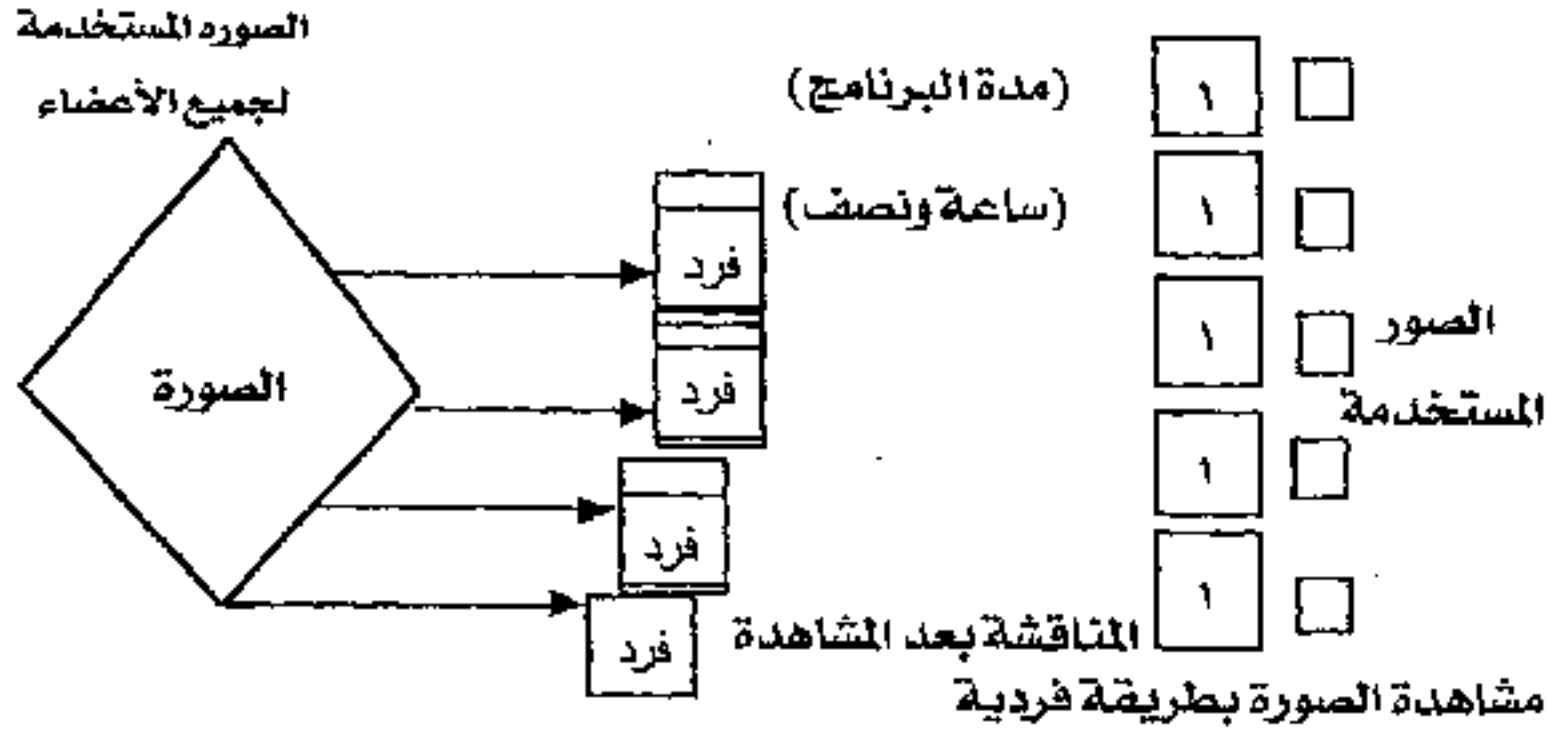 الصوره المستخدمة
لجميع الأعضاء
الصورة
فرد
فرد
فرد
فرد
(مدة البرنامج)
(ساعة ونصف)
المناقشة بعد المشاهدة
١
١
١
١
١
الصور
المستخدمة
مشاهدة الصورة بطريقة فردية